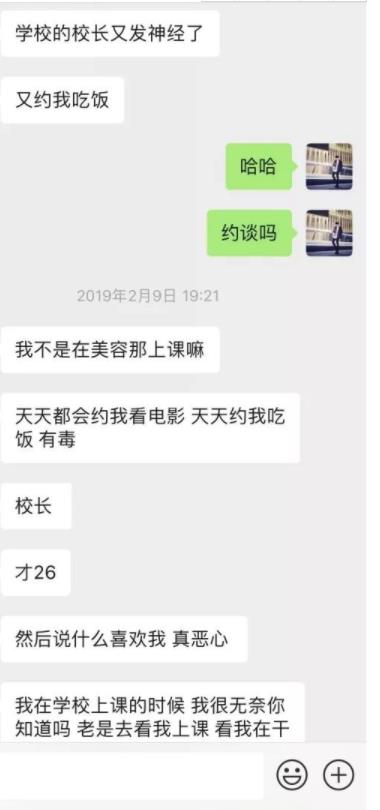 学校的校长又发神经了
又约我吃饭
哈哈
约谈吗
2019年2月9日 19:21
我不是在美容那上课嘛
天天都会约我看电影 天天约我吃
饭 有毒
校长
才26
然后说什么喜欢我 真恶心
我在学校上课的时候 我很无奈你
知道吗 老是去看我上课 看我在干